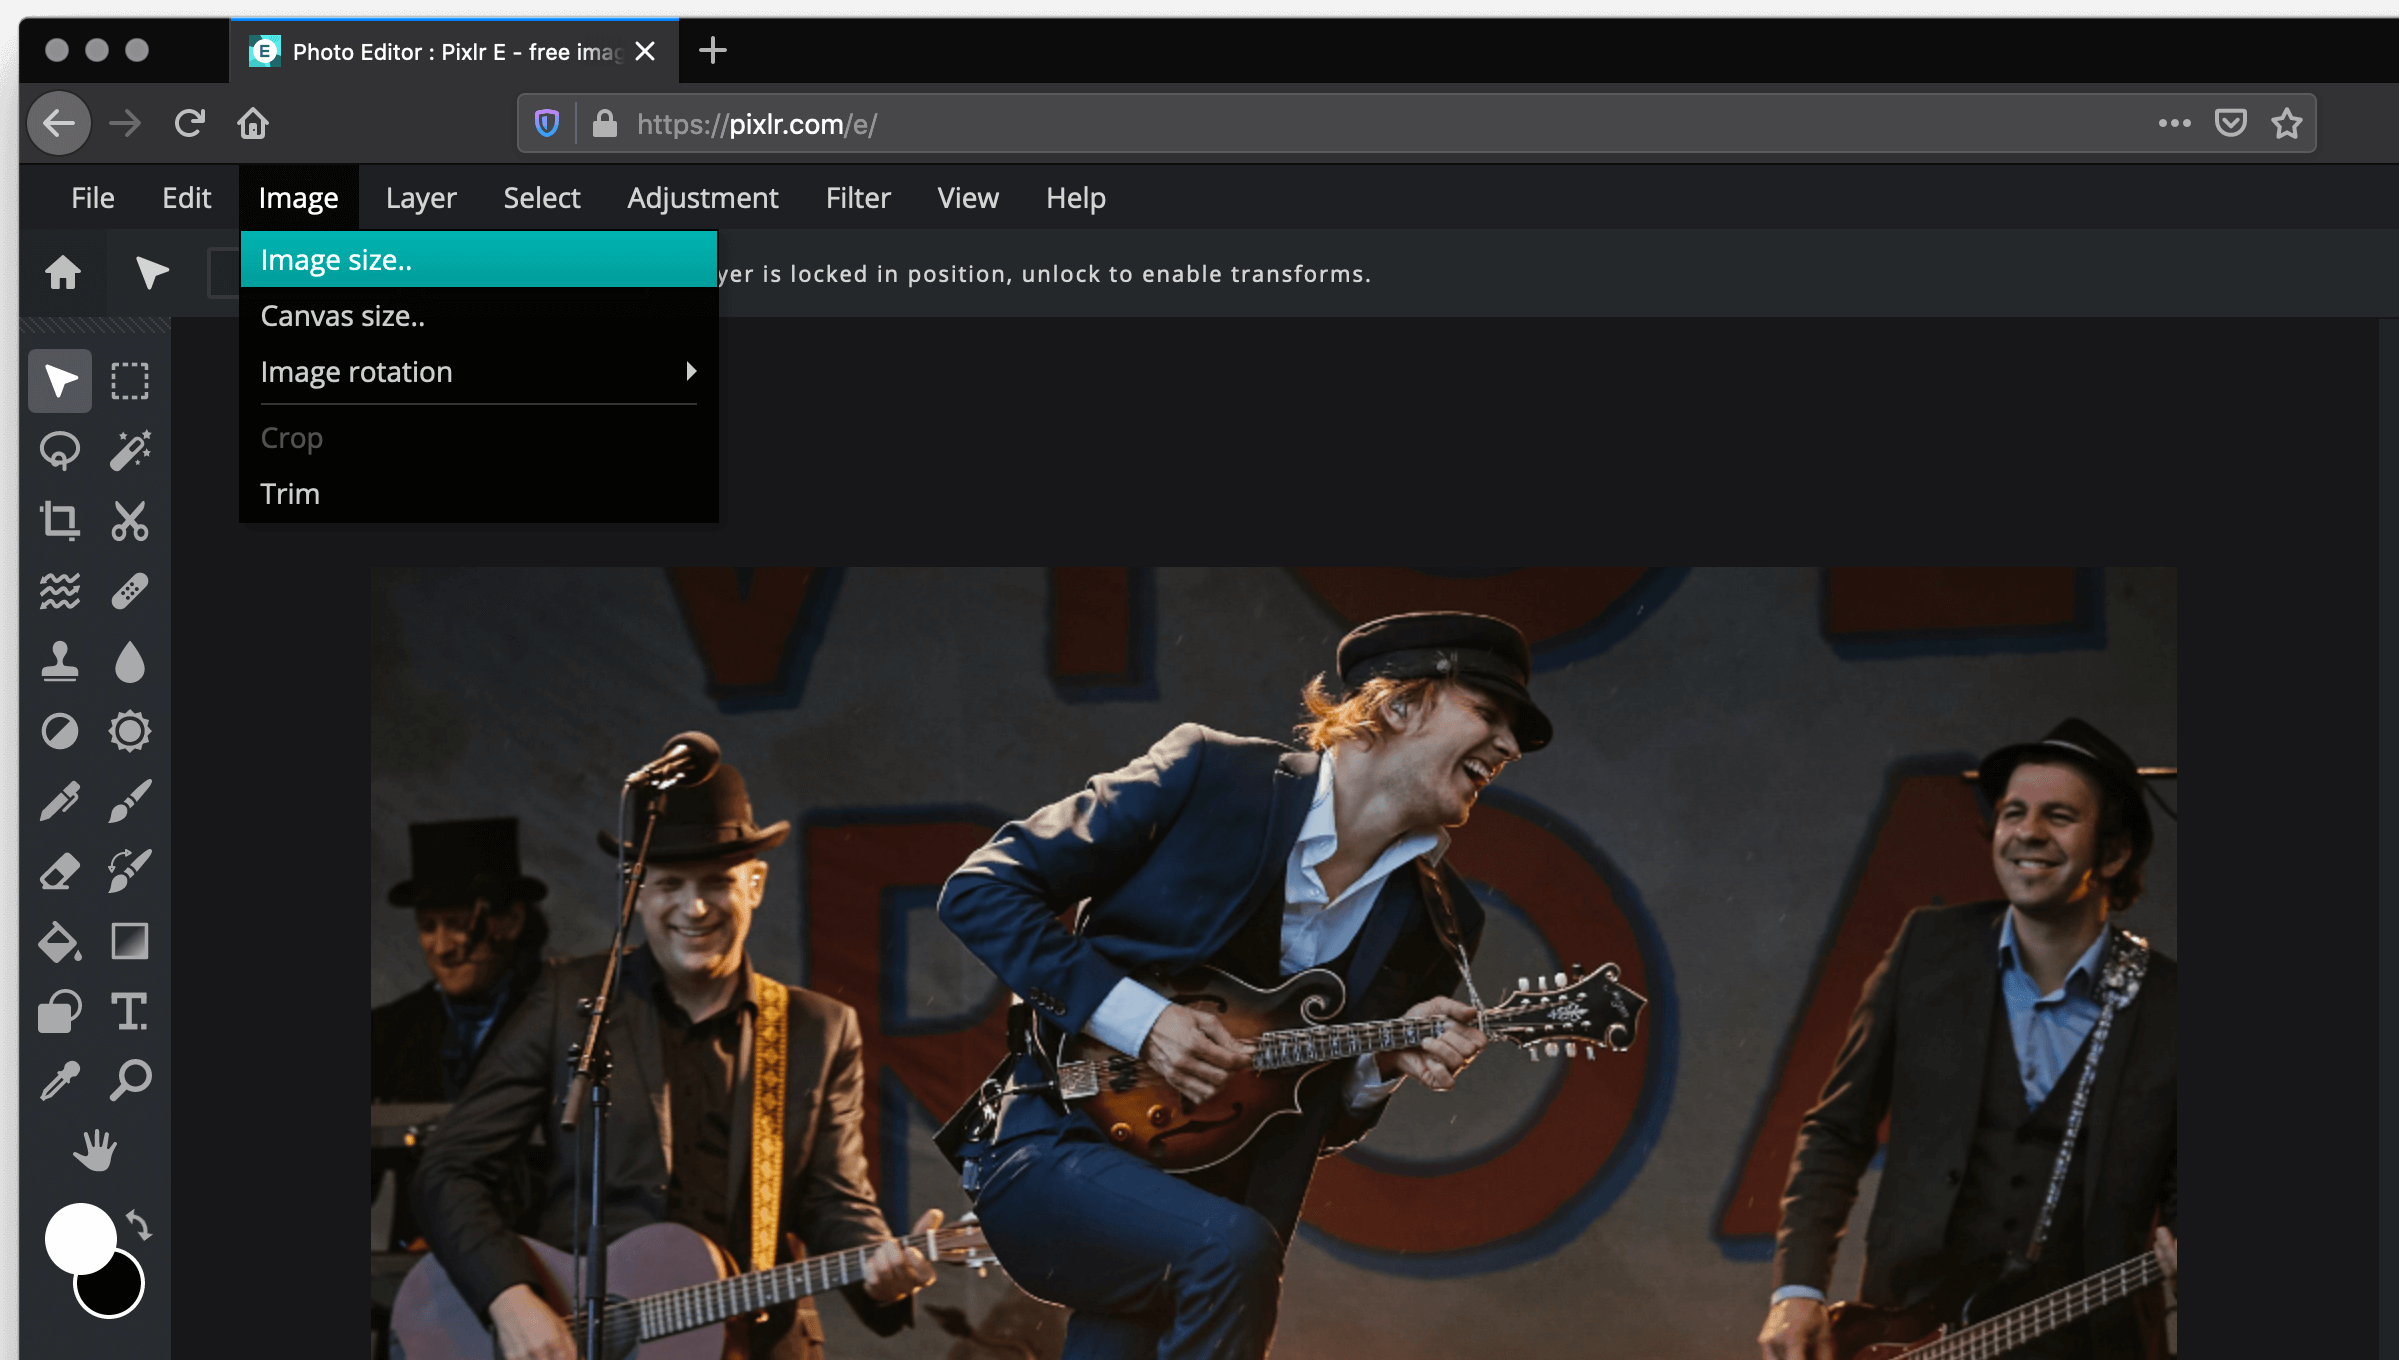 Photo Editor : Pixlr E - free imag
https://pixlr.com/e/
File Edit Image Layer Select Adjustment Filter View Help
Image size..
yer is locked in position, unlock to enable transforms.
Canvas size..
Image rotation
Crop
Trim